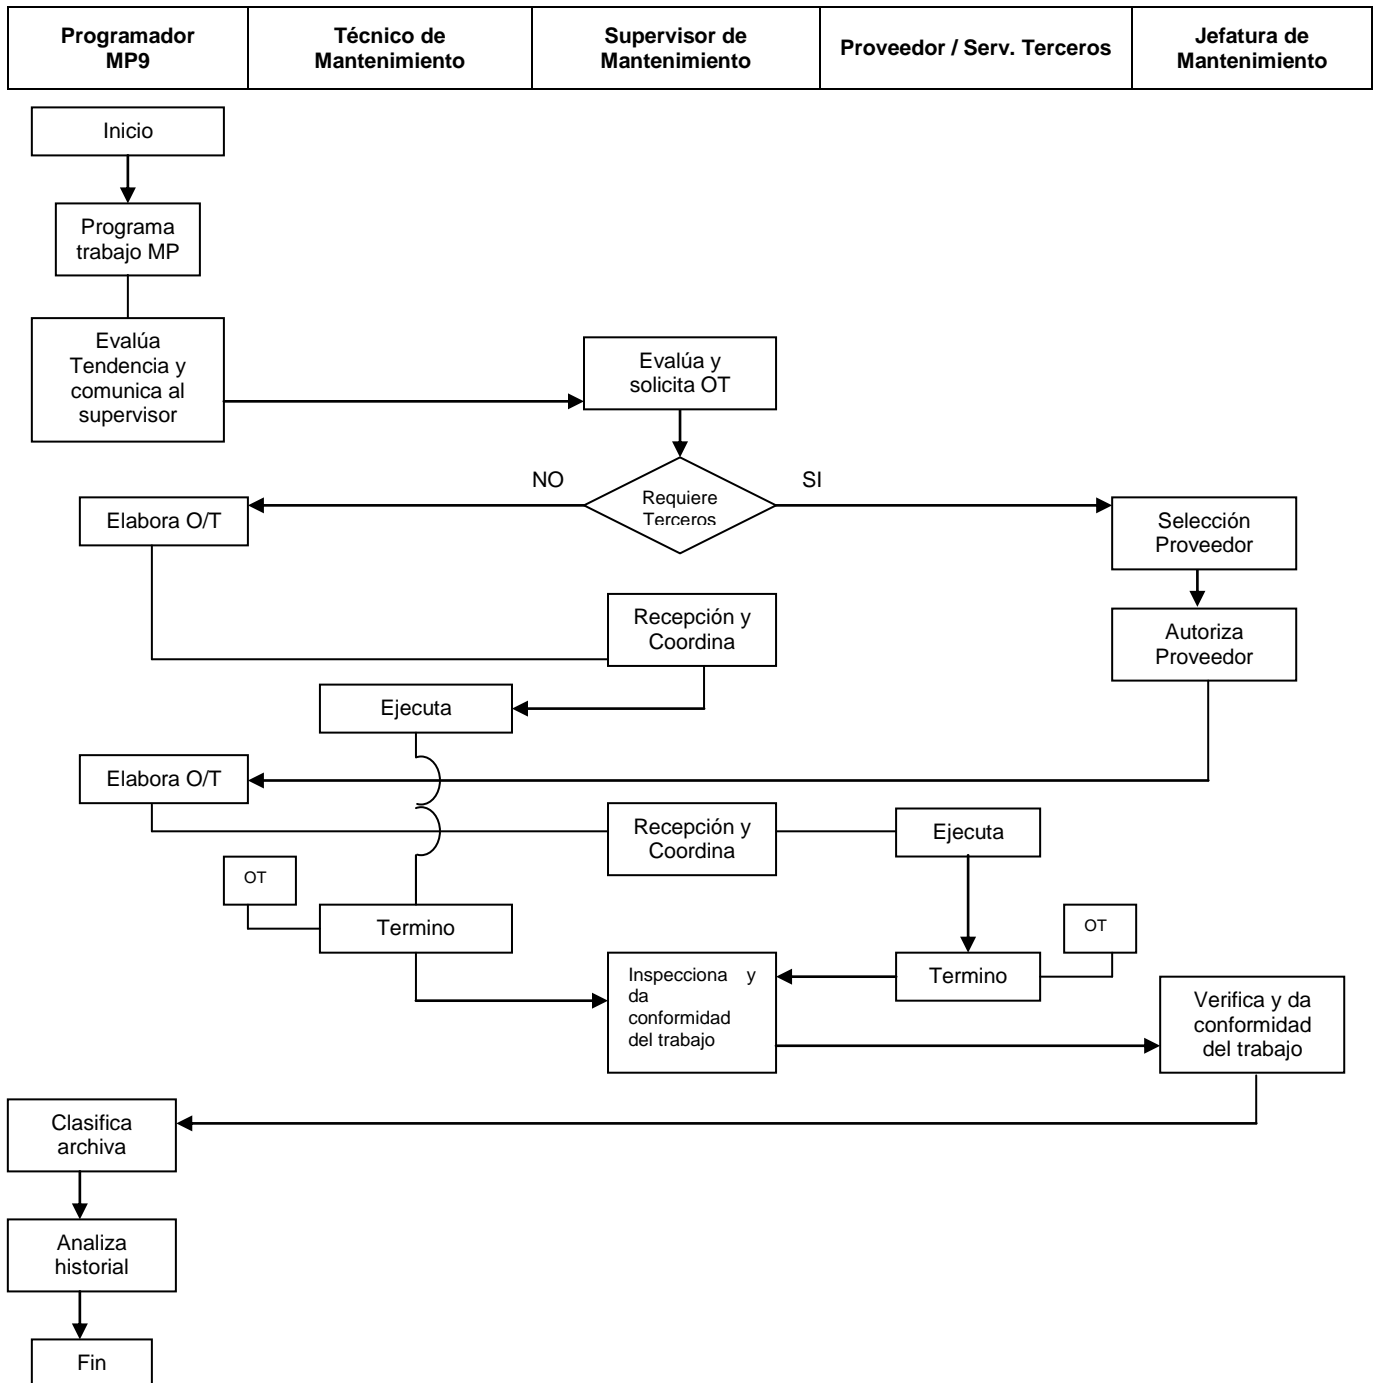 Programador
MP9
Técnico de
Mantenimiento
Supervisor de
Mantenimiento
Proveedor / Serv. Terceros
Jefatura de
Mantenimiento
Inicio
Programa
trabajo MP
Evalúa
Tendencia y
comunica al
supervisor
Evalúa y
solicita OT
NO
Requiere
Terceros
SI
Elabora O/T
Selección
Proveedor
Recepción y
Coordina
Autoriza
Proveedor
Ejecuta
Elabora O/T
Recepción y
Coordina
Ejecuta
OT
Termino
OT
Inspecciona y
da
conformidad
del trabajo
Termino
Verifica y da
conformidad
del trabajo
Clasifica
archiva
Analiza
historial
Fin